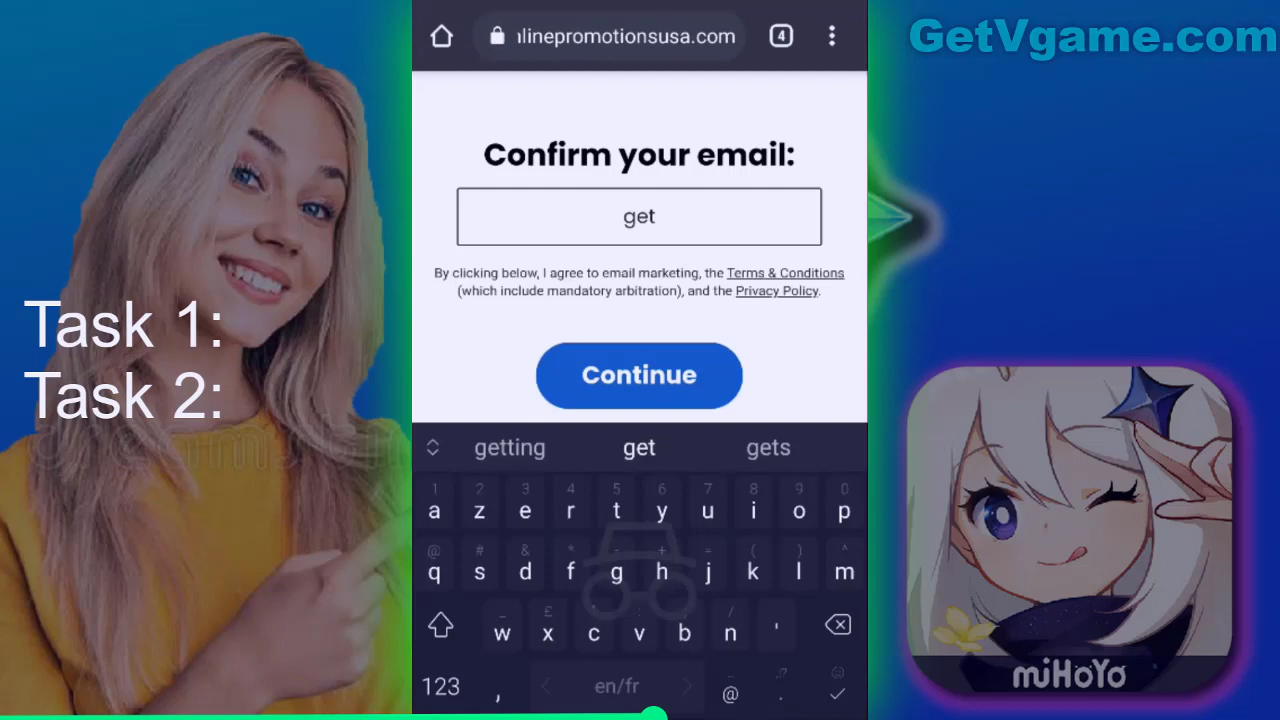 GetVgame.com
Task 1:
Task 2:
linepromotionsusa.com
4
Confirm your email:
get
By clicking below, I agree to email marketing, the Terms & Conditions
(which include mandatory arbitration), and the Privacy Policy.
Continue
getting get gets
1 2 3 4 5 6 7 8 9 0
a z e r t y u i o p
@ # & * - + = ( ) ^
q s d f g h j k l m
_ £ " ' : ; /
w x c v b n '
123 , en/fr @ .
miHoYo